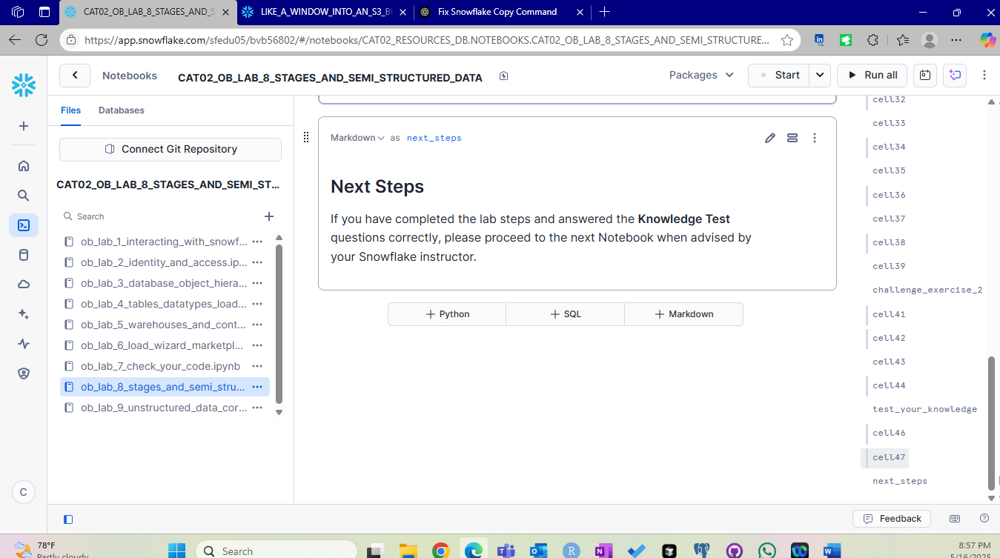 CAT02_OB_LAB_8_STAGES_AND_S
LIKE_A_WINDOW_INTO_AN_S3_B
Fix Snowflake Copy Command
https://app.snowflake.com/sfedu05/bvb56802/#/notebooks/CAT02_RESOURCES_DB.NOTEBOOKS.CAT02_OB_LAB_8_STAGES_AND_SEMI_STRUCTURE...
Notebooks
CAT02_OB_LAB_8_STAGES_AND_SEMI_STRUCTURED_DATA
Packages
Start
Run all
Files
Databases
Connect Git Repository
CAT02_OB_LAB_8_STAGES_AND_SEMI_ST...
Search
ob_lab_1_interacting_with_snowf...
ob_lab_2_identity_and_access.ip...
ob_lab_3_database_object_hiera...
ob_lab_4_tables_datatypes_load...
ob_lab_5_warehouses_and_cont...
ob_lab_6_load_wizard_marketpl...
ob_lab_7_check_your_code.ipynb
ob_lab_8_stages_and_semi_stru...
ob_lab_9_unstructured_data_cor...
C
Markdown as next_steps
Next Steps
If you have completed the lab steps and answered the Knowledge Test
questions correctly, please proceed to the next Notebook when advised by
your Snowflake instructor.
+ Python
+ SQL
+ Markdown
cell32
cell33
cell34
cell35
cell36
cell37
cell38
cell39
challenge_exercise_2
cell41
cell42
cell43
cell44
test_your_knowledge
cell46
cell47
next_steps
Feedback
78°F
Partly cloudy
Search
8:57 PM
5/16/2025